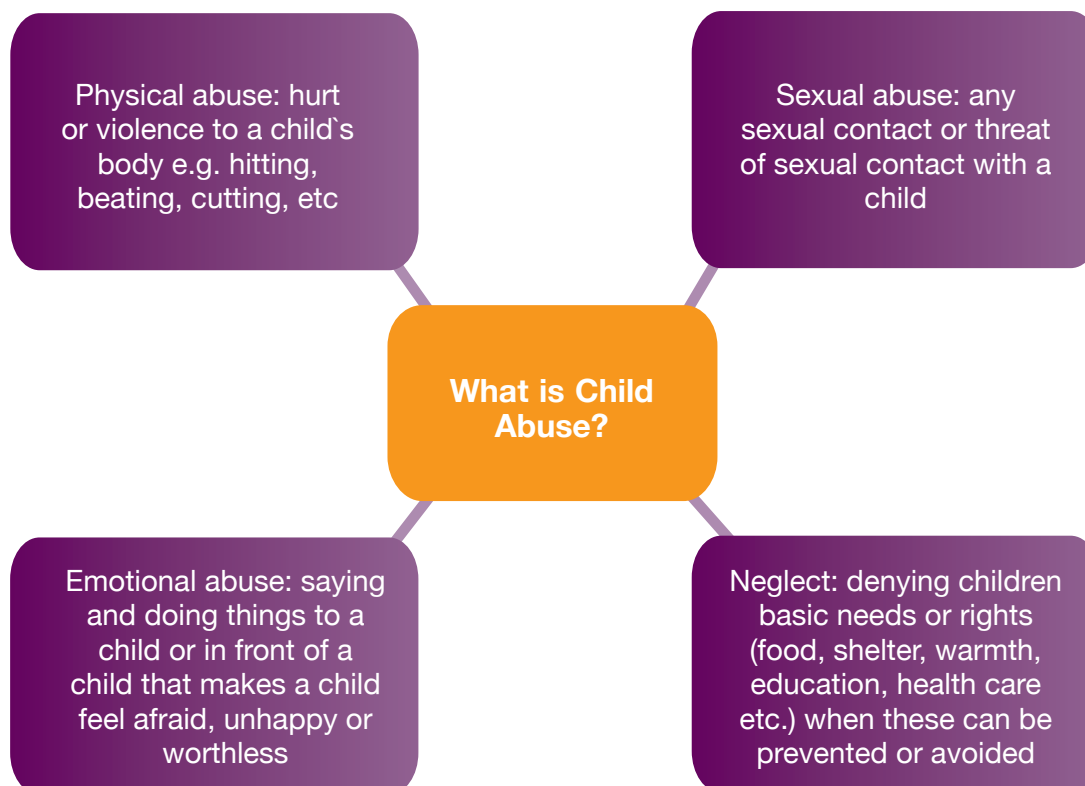 Physical abuse: hurt
or violence to a child`s
body e.g. hitting,
beating, cutting, etc
Sexual abuse: any
sexual contact or threat
of sexual contact with a
child
What is Child
Abuse?
Emotional abuse: saying
and doing things to a
child or in front of a
child that makes a child
feel afraid, unhappy or
worthless
Neglect: denying children
basic needs or rights
(food, shelter, warmth,
education, health care
etc.) when these can be
prevented or avoided